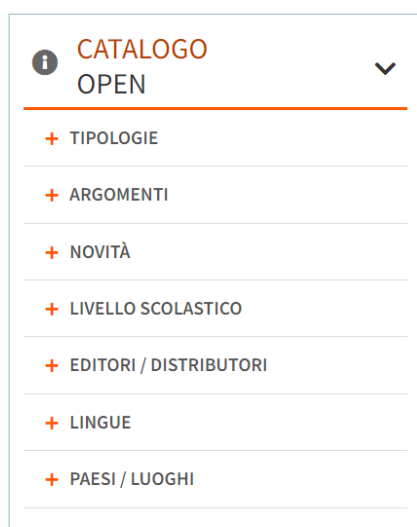 CATALOGO
OPEN
TIPOLOGIE
ARGOMENTI
NOVITÀ
LIVELLO SCOLASTICO
EDITORI / DISTRIBUTORI
LINGUE
PAESI / LUOGHI